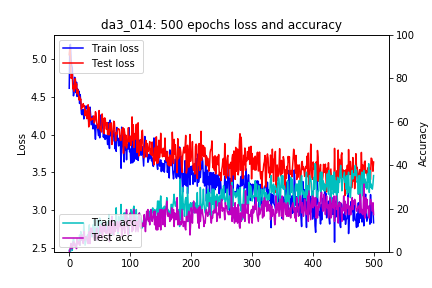 da3_014: 500 epochs loss and accuracy
Train loss
Test loss
Train acc
Test acc
Loss
5.0
4.5
4.0
3.5
3.0
2.5
Accuracy
100
80
60
40
20
0
0
100
200
300
400
500